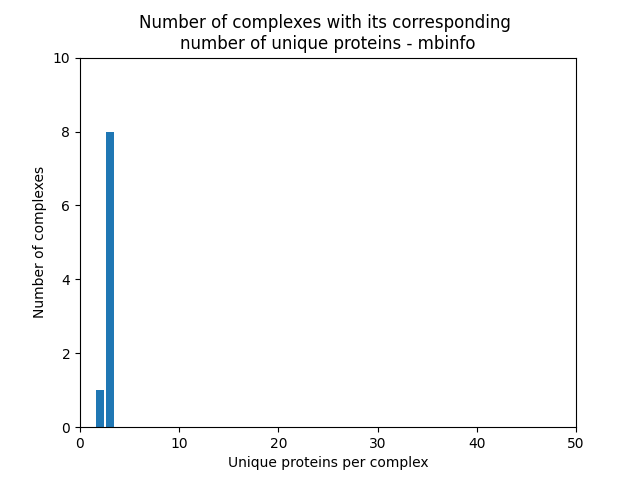 Number of complexes with its corresponding
number of unique proteins - mbinfo
10
8
6
4
2
0
Number of complexes
0 10 20 30 40 50
Unique proteins per complex